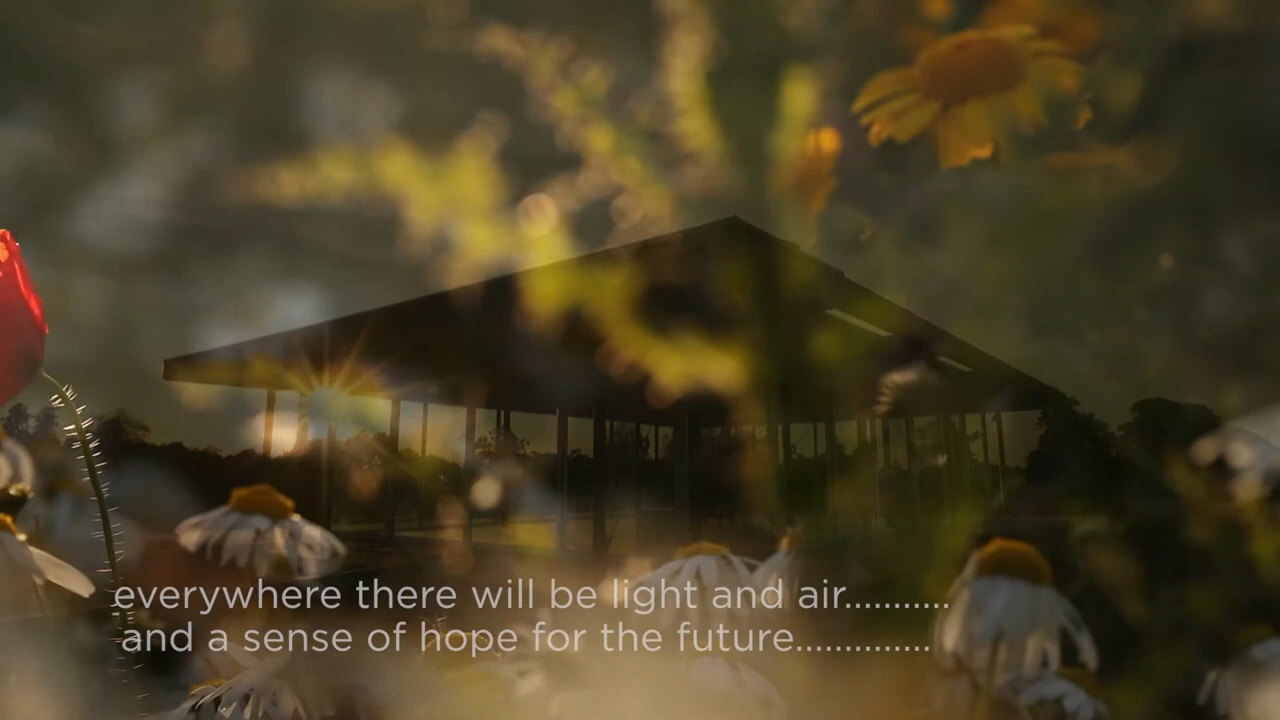 everywhere there will be light and air...........
and a sense of hope for the future..............